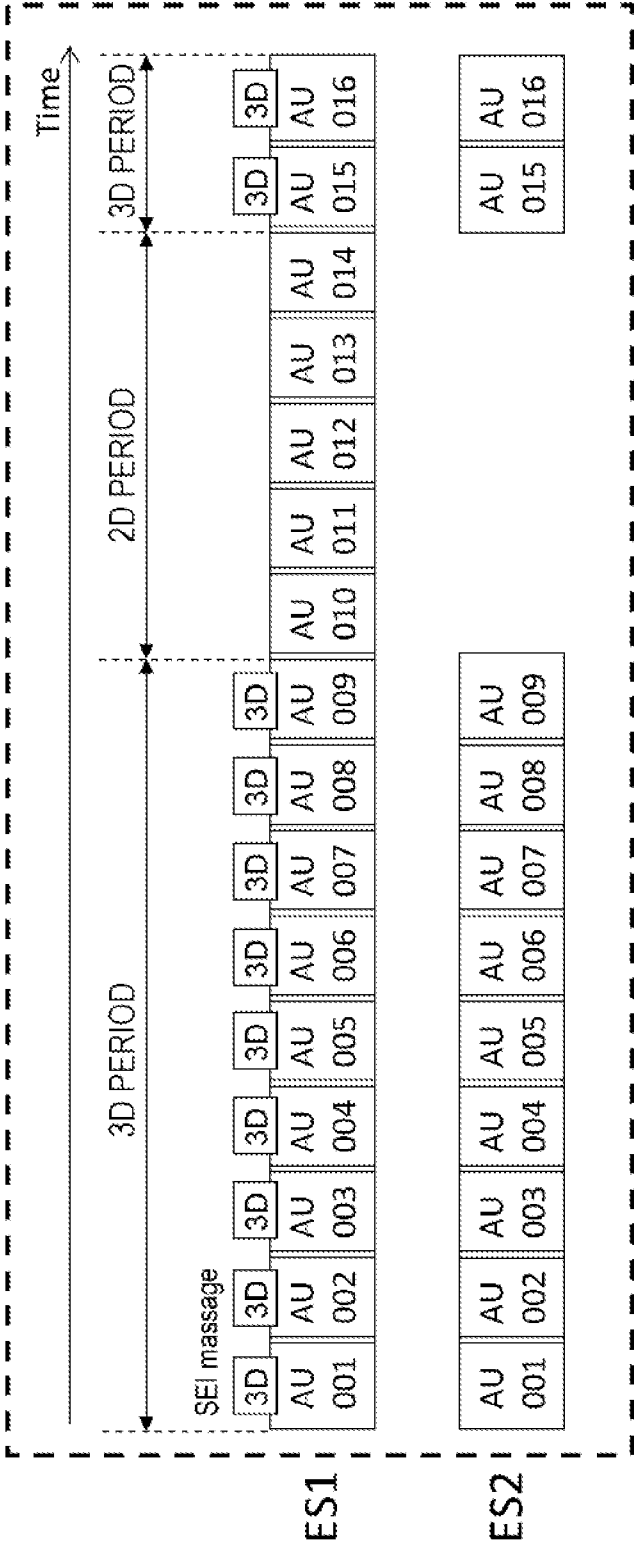 Time
3D PERIOD 2D PERIOD 3D PERIOD
SEI massage
3D 3D 3D 3D 3D 3D 3D 3D 3D 3D 3D
ES1
AU 001 AU 002 AU 003 AU 004 AU 005 AU 006 AU 007 AU 008 AU 009 AU 010 AU 011 AU 012 AU 013 AU 014 AU 015 AU 016
ES2
AU 001 AU 002 AU 003 AU 004 AU 005 AU 006 AU 007 AU 008 AU 009 AU 015 AU 016